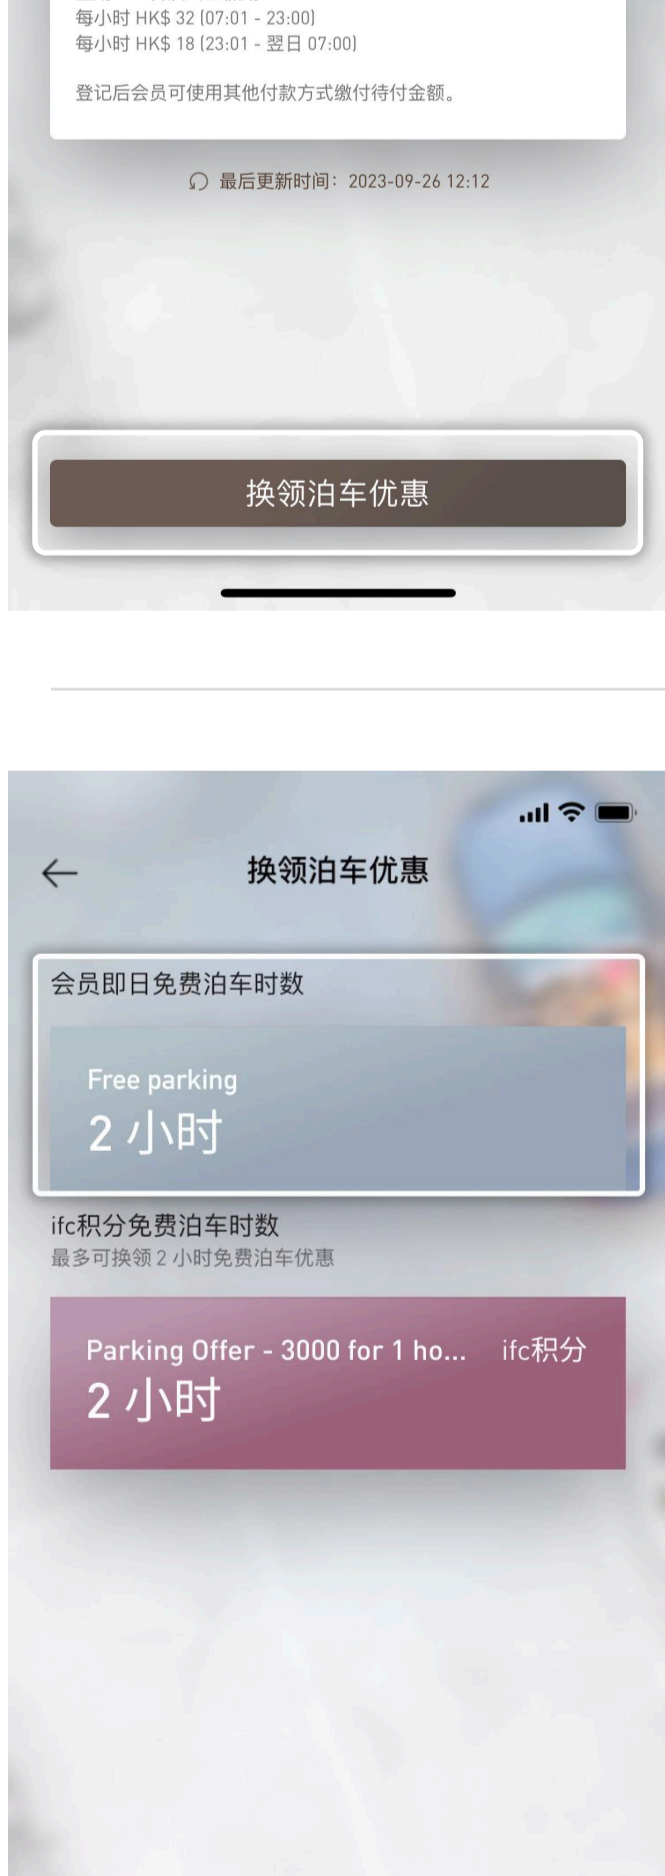 每小时 HK$ 32 (07:01 - 23:00)
每小时 HK$ 18 (23:01 - 翌日 07:00)
登记后会员可使用其他付款方式缴付待付金额。
最后更新时间：2023-09-26 12:12
换领泊车优惠
换领泊车优惠
会员即日免费泊车时数
Free parking
2 小时
ifc积分免费泊车时数
最多可换领 2 小时免费泊车优惠
Parking Offer - 3000 for 1 ho... ifc积分
2 小时